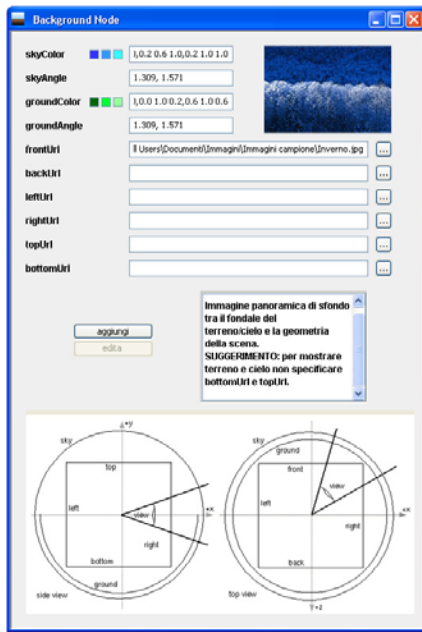 Background Node
skyColor ),0.2 0.6 1.0,0.2 1.0 1.0
skyAngle 1.309, 1.571
groundColor ),0.0 1.0 0.2,0.6 1.0 0.6
groundAngle 1.309, 1.571
frontUrl ll Users\Documenti\Immagini\Immagini campione\Inverno.jpg ...
backUrl ...
leftUrl ...
rightUrl ...
topUrl ...
bottomUrl ...
Immagine panoramica di sfondo
tra il fondale del
terreno/cielo e la geometria
della scena.
SUGGERIMENTO: per mostrare
terreno e cielo non specificare
bottomUrl e topUrl.
aggiungi
edita
+y
sky
top
left
view
+x
right
bottom
ground
side view
sky
ground
front
view
left
+x
right
back
top view
+z